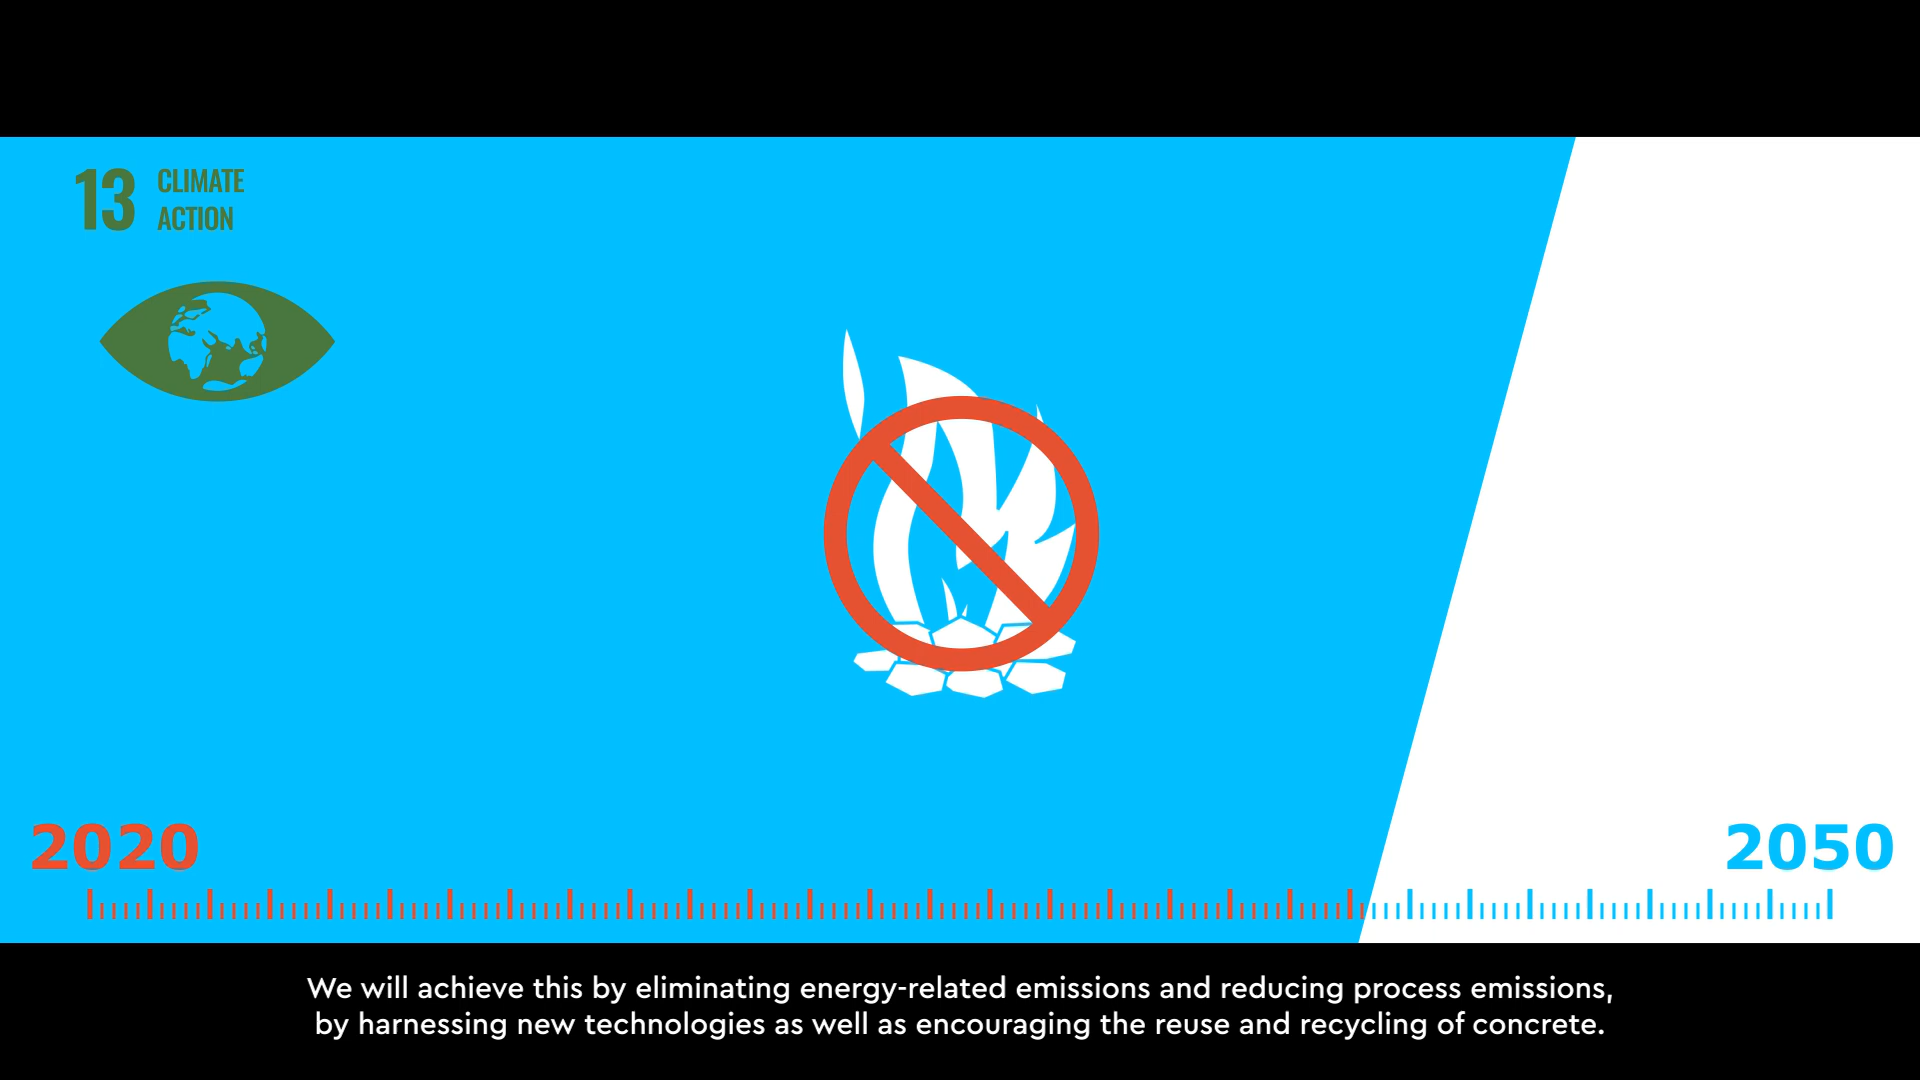 13 CLIMATE
ACTION
2020
2050
We will achieve this by eliminating energy-related emissions and reducing process emissions,
by harnessing new technologies as well as encouraging the reuse and recycling of concrete.